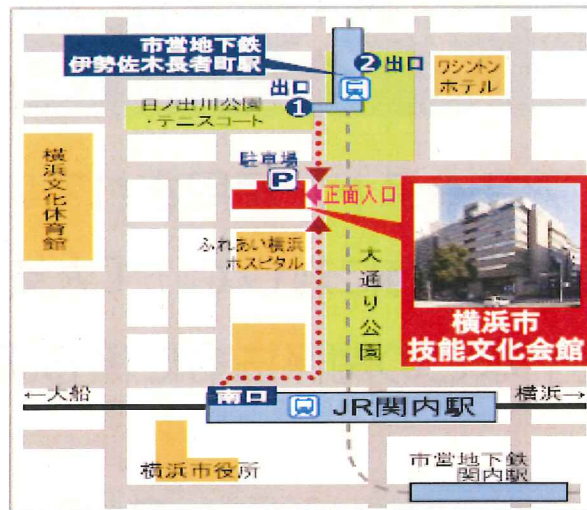 市営地下鉄
伊勢佐木長者町駅
❷出口
ワシントン
ホテル
出口
❶
日ノ出川公園
・テニスコート
駐車場
P
正面入口
横浜文化体育館
ふれあい横浜
ホスピタル
大通り公園
横浜市
技能文化会館
←大船
南口
JR関内駅
横浜→
横浜市役所
市営地下鉄
関内駅